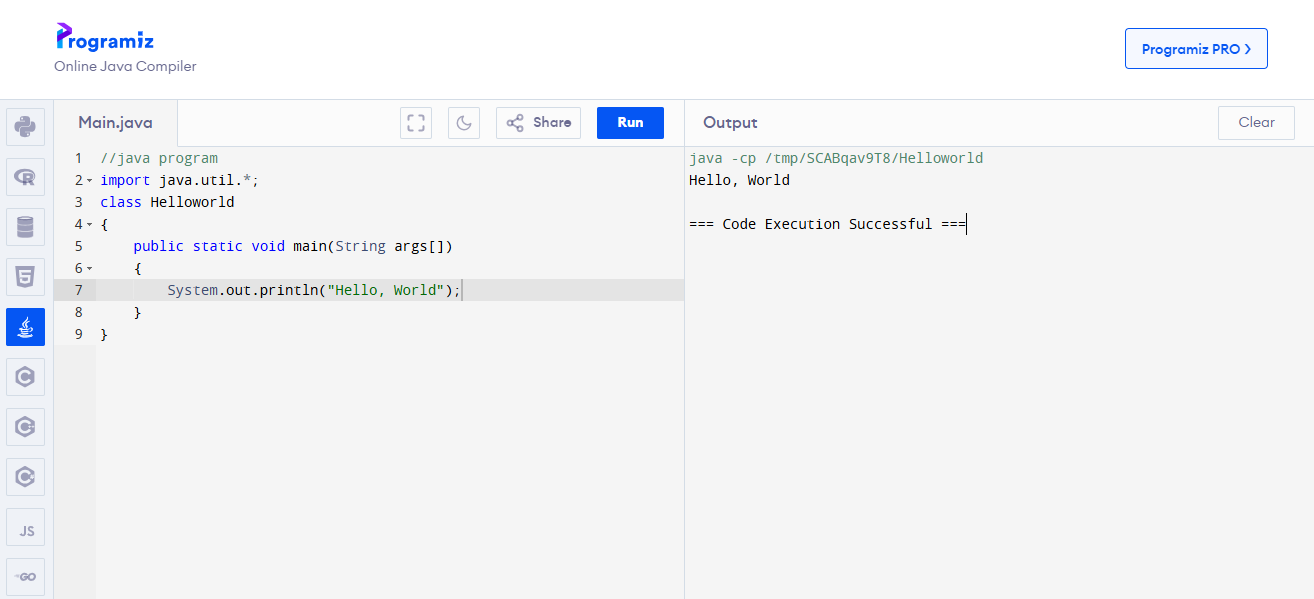 Programiz
Online Java Compiler
Programiz PRO >
Main.java
Share
Run
Output
Clear
1 //java program
2 import java.util.*;
3 class Helloworld
4 {
5     public static void main(String args[])
6     {
7         System.out.println("Hello, World");
8     }
9 }
java -cp /tmp/SCABqav9T8/Helloworld
Hello, World
=== Code Execution Successful ===
R
5
C
C
C
JS
GO